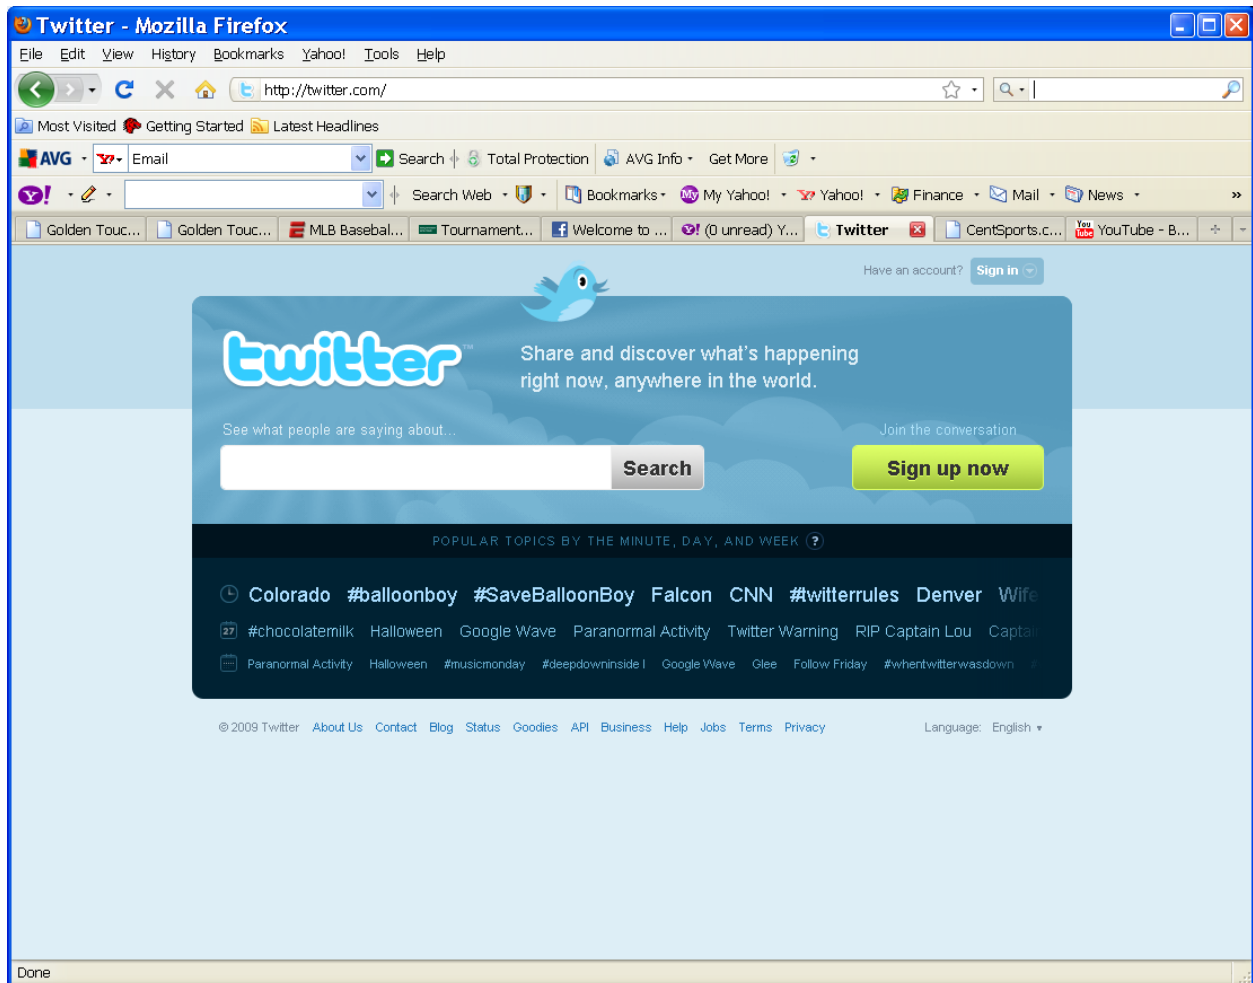 Twitter - Mozilla Firefox
File Edit View History Bookmarks Yahoo! Tools Help
http://twitter.com/
Most Visited Getting Started Latest Headlines
AVG Email Search Total Protection AVG Info Get More
Y! Search Web Bookmarks My Yahoo! Yahoo! Finance Mail News »
Golden Touc... Golden Touc... MLB Basebal... Tournament... Welcome to ... (0 unread) Y... Twitter CentSports.c... YouTube - B...
Have an account? Sign in
twitter™
Share and discover what's happening
right now, anywhere in the world.
See what people are saying about...
Join the conversation
Search
Sign up now
POPULAR TOPICS BY THE MINUTE, DAY, AND WEEK ?
Colorado #balloonboy #SaveBalloonBoy Falcon CNN #twitterrules Denver Wife
27 #chocolatemilk Halloween Google Wave Paranormal Activity Twitter Warning RIP Captain Lou Captai
Paranormal Activity Halloween #musicmonday #deepdowninside I Google Wave Glee Follow Friday #whentwitterwasdown #
© 2009 Twitter About Us Contact Blog Status Goodies API Business Help Jobs Terms Privacy Language: English
Done